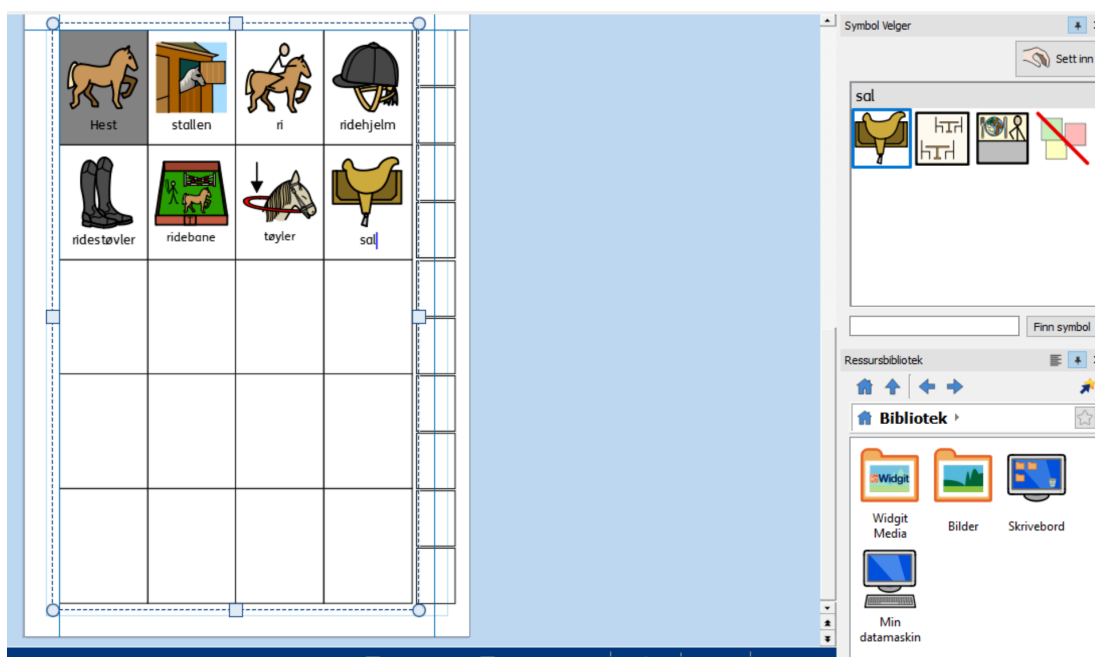 Hest
stallen
ri
ridehjelm
ridestøvler
ridebane
tøyler
sal
Symbol Velger
Sett inn
sal
Finn symbol
Ressursbibliotek
Bibliotek
Widgit
Widgit
Media
Bilder
Skrivebord
Min
datamaskin